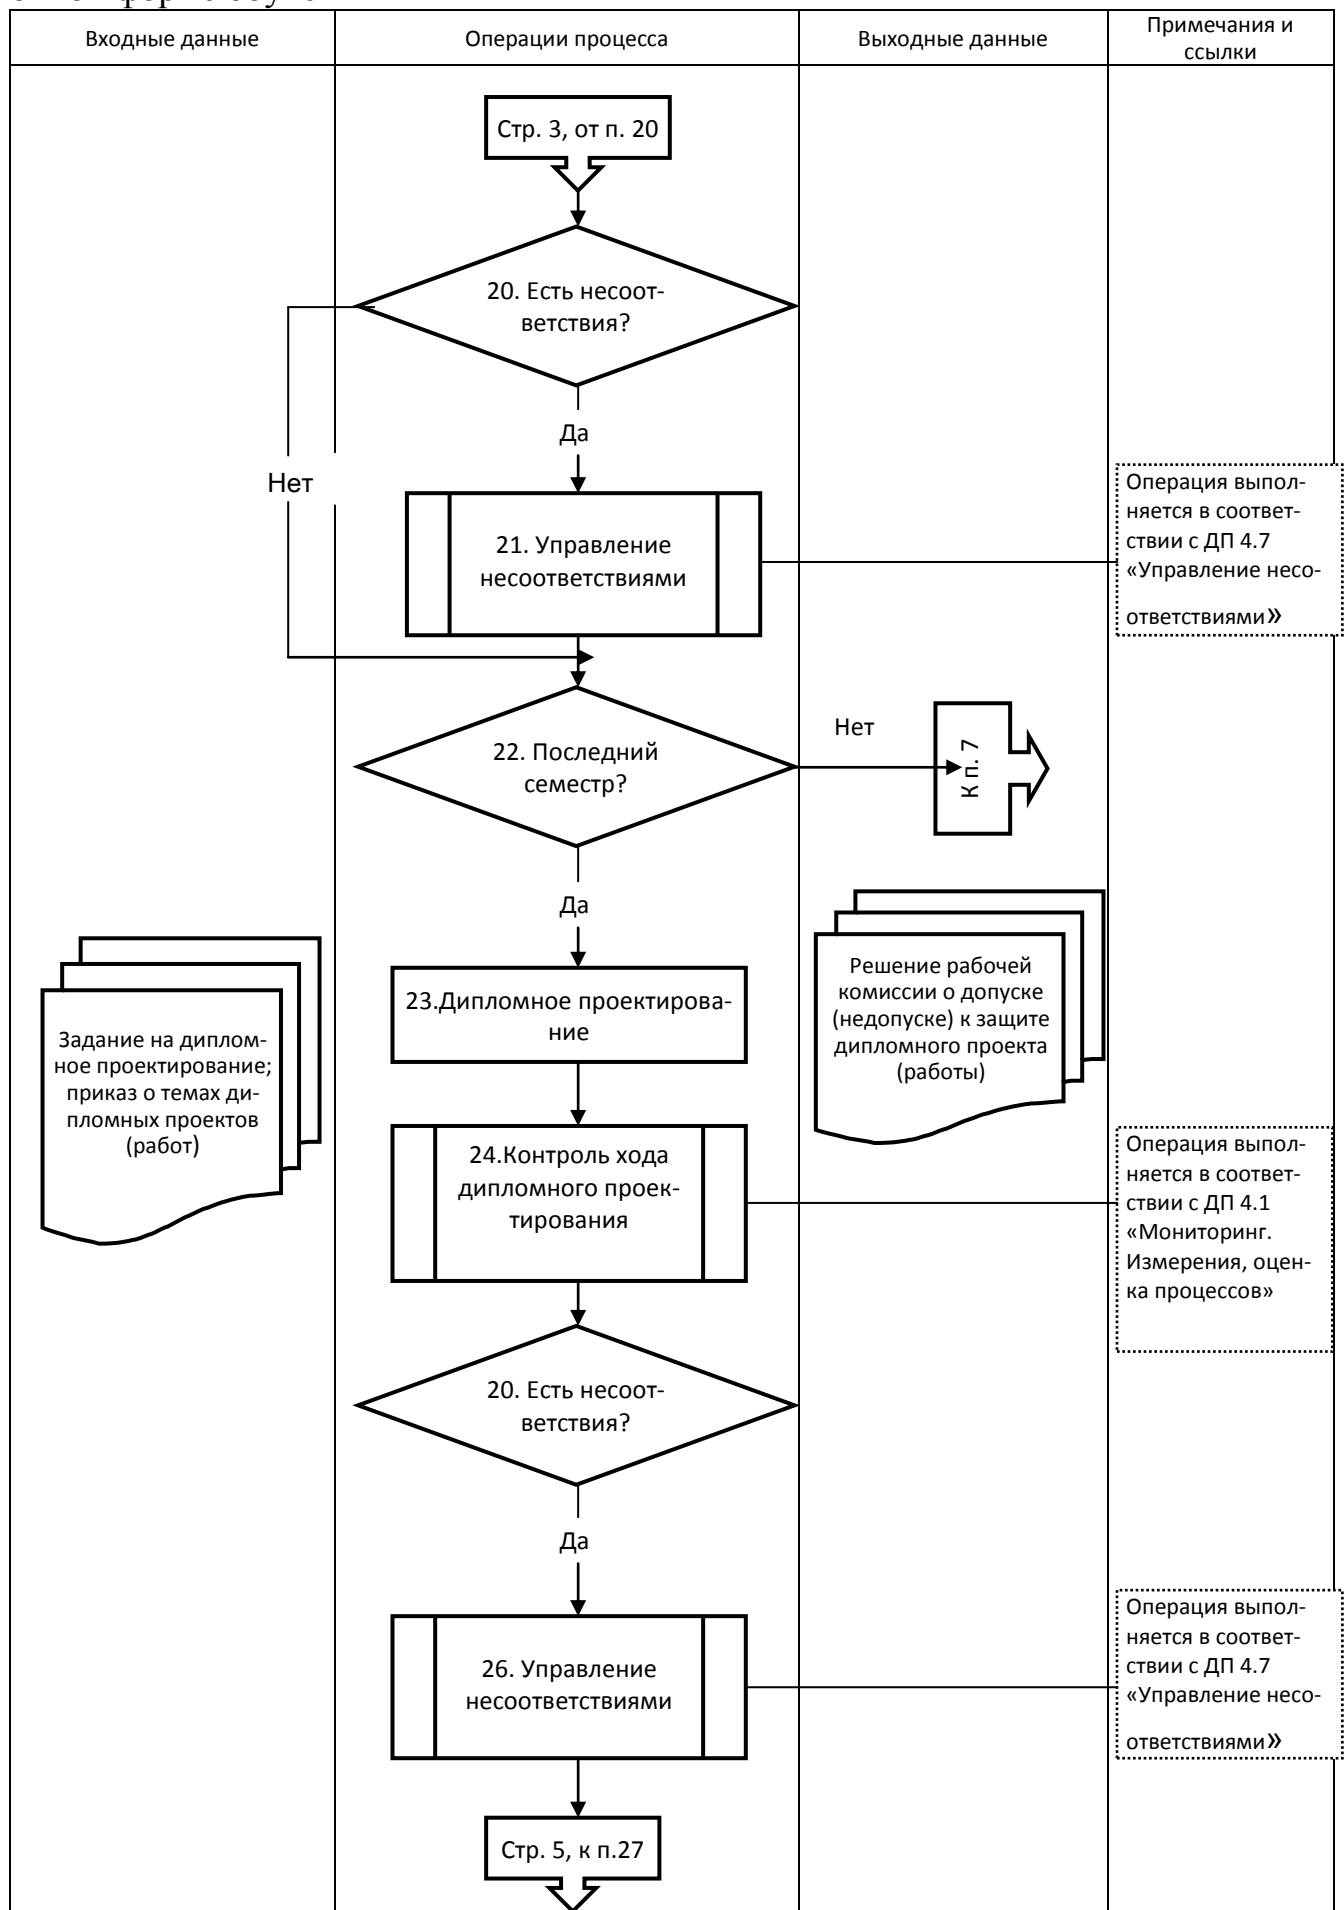 Входные данные
Операции процесса
Выходные данные
Примечания и
ссылки
Стр. 3, от п. 20
20. Есть несоот-
ветствия?
Да
Нет
21. Управление
несоответствиями
Операция выпол-
няется в соответ-
ствии с ДП 4.7
«Управление несо-
ответствиями»
22. Последний
семестр?
Нет
К п. 7
Да
Задание на диплом-
ное проектирование;
приказ о темах ди-
пломных проектов
(работ)
23.Дипломное проектирова-
ние
Решение рабочей
комиссии о допуске
(недопуске) к защите
дипломного проекта
(работы)
24.Контроль хода
дипломного проек-
тирования
Операция выпол-
няется в соответ-
ствии с ДП 4.1
«Мониторинг.
Измерения, оцен-
ка процессов»
20. Есть несоот-
ветствия?
Да
26. Управление
несоответствиями
Операция выпол-
няется в соответ-
ствии с ДП 4.7
«Управление несо-
ответствиями»
Стр. 5, к п.27